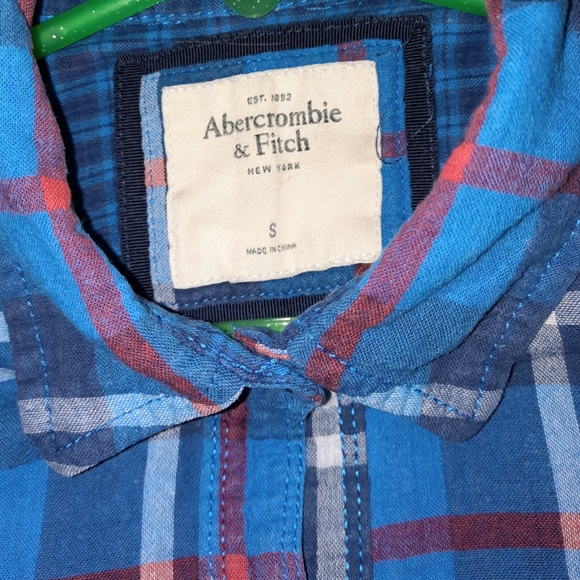 EST. 1892
Abercrombie
& Fitch
NEW YORK
S
MADE IN CHINA